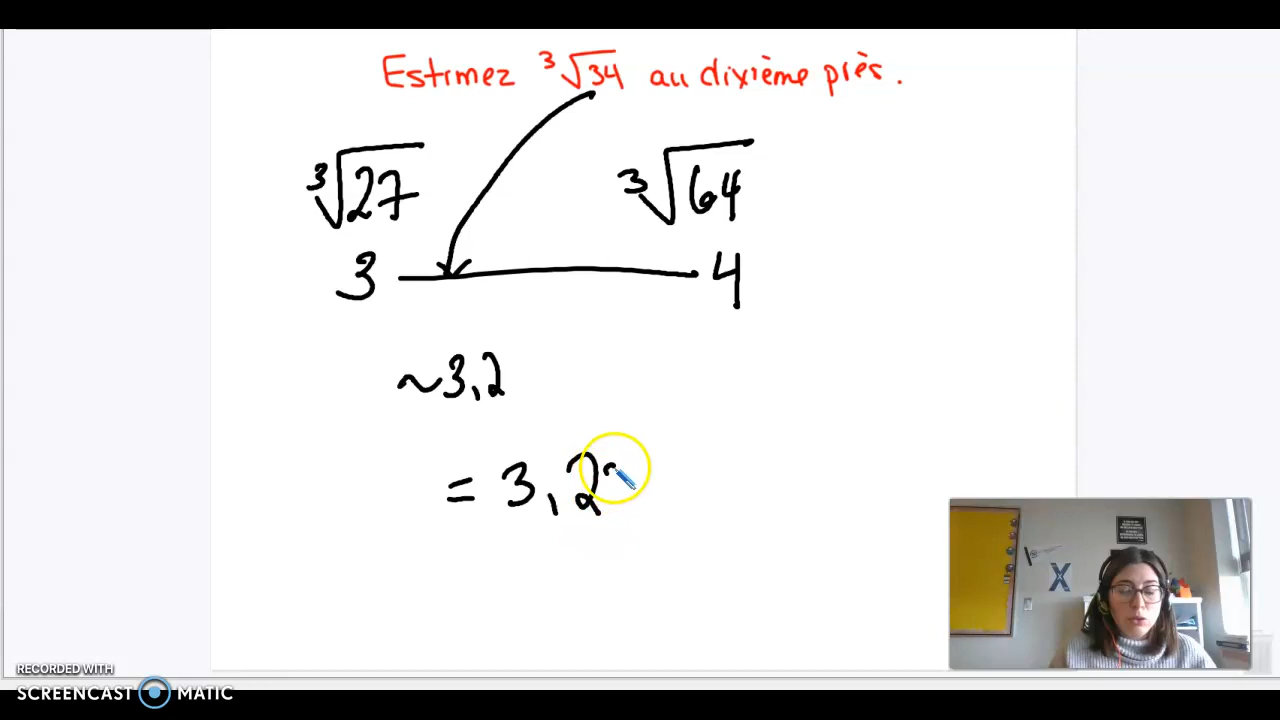 Estimez ³√34 au dixième près.
³√27 ³√64
3 4
~3,2
= 3,2
X
RECORDED WITH
SCREENCAST MATIC